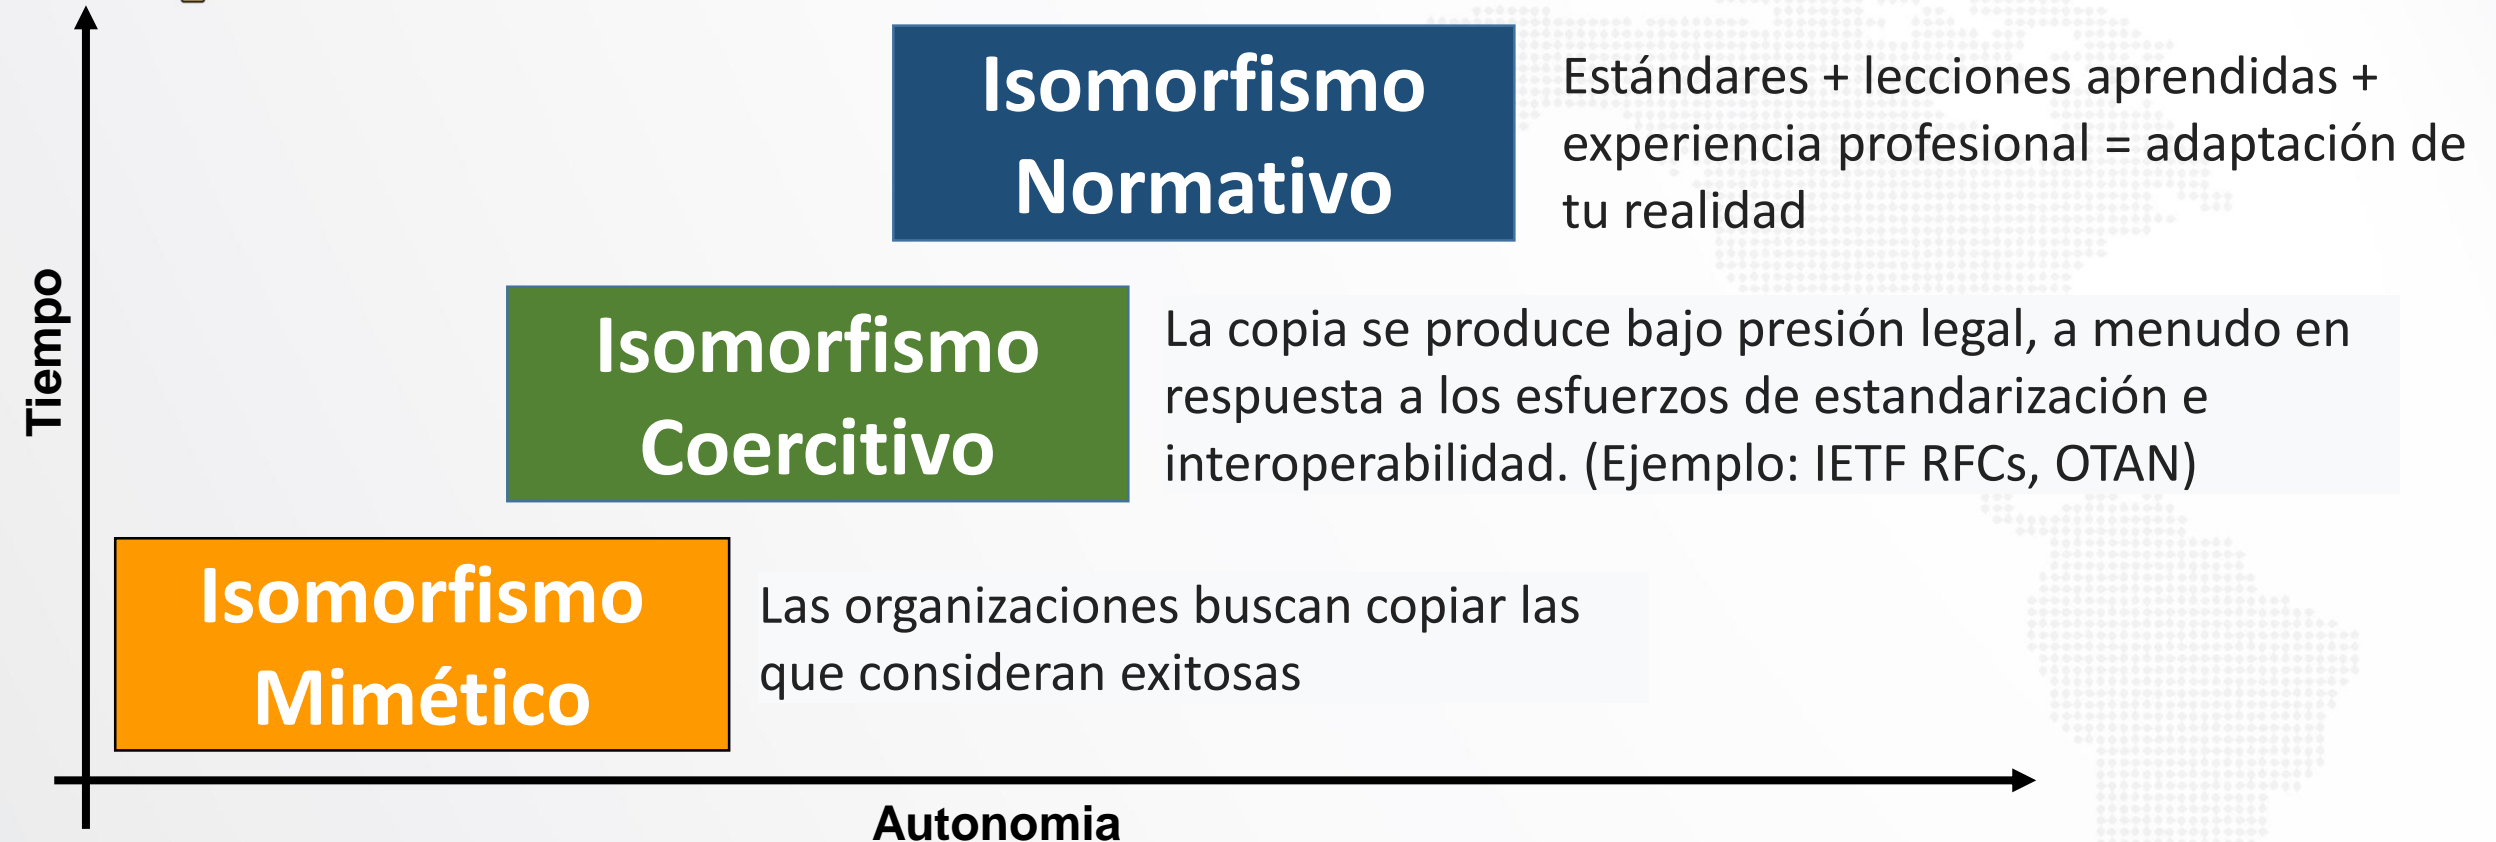 Isomorfismo
Normativo
Estándares + lecciones aprendidas +
experiencia profesional = adaptación de
tu realidad
Tiempo
Isomorfismo
Coercitivo
La copia se produce bajo presión legal, a menudo en
respuesta a los esfuerzos de estandarización e
interoperabilidad. (Ejemplo: IETF RFCs, OTAN)
Isomorfismo
Mimético
Las organizaciones buscan copiar las
que consideran exitosas
Autonomia